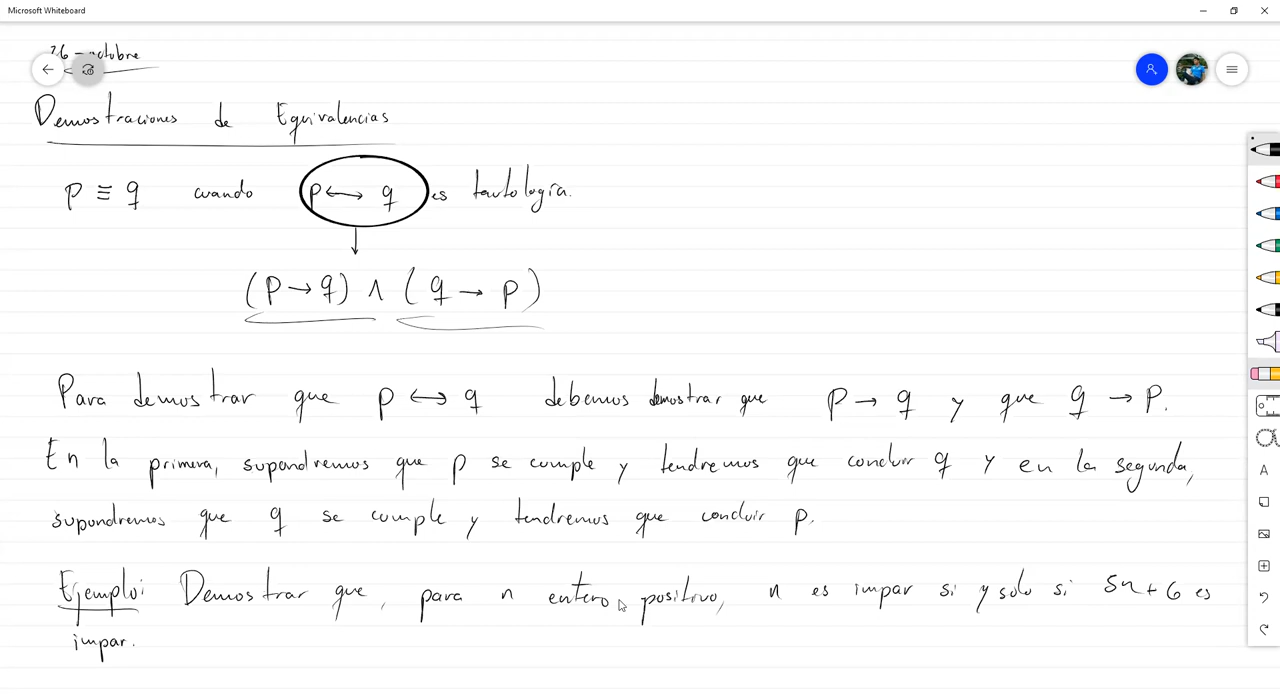 Microsoft Whiteboard
26 - octubre
Demostraciones de Equivalencias
p ≡ q cuando p ↔ q es tautología.
(p → q) ∧ (q → p)
Para demostrar que p ↔ q debemos demostrar que p → q y que q → p.
En la primera, supondremos que p se cumple y tendremos que concluir q y en la segunda,
supondremos que q se cumple y tendremos que concluir p.
Ejemplo: Demostrar que, para n entero positivo, n es impar si y solo si 5n + 6 es
impar.
A